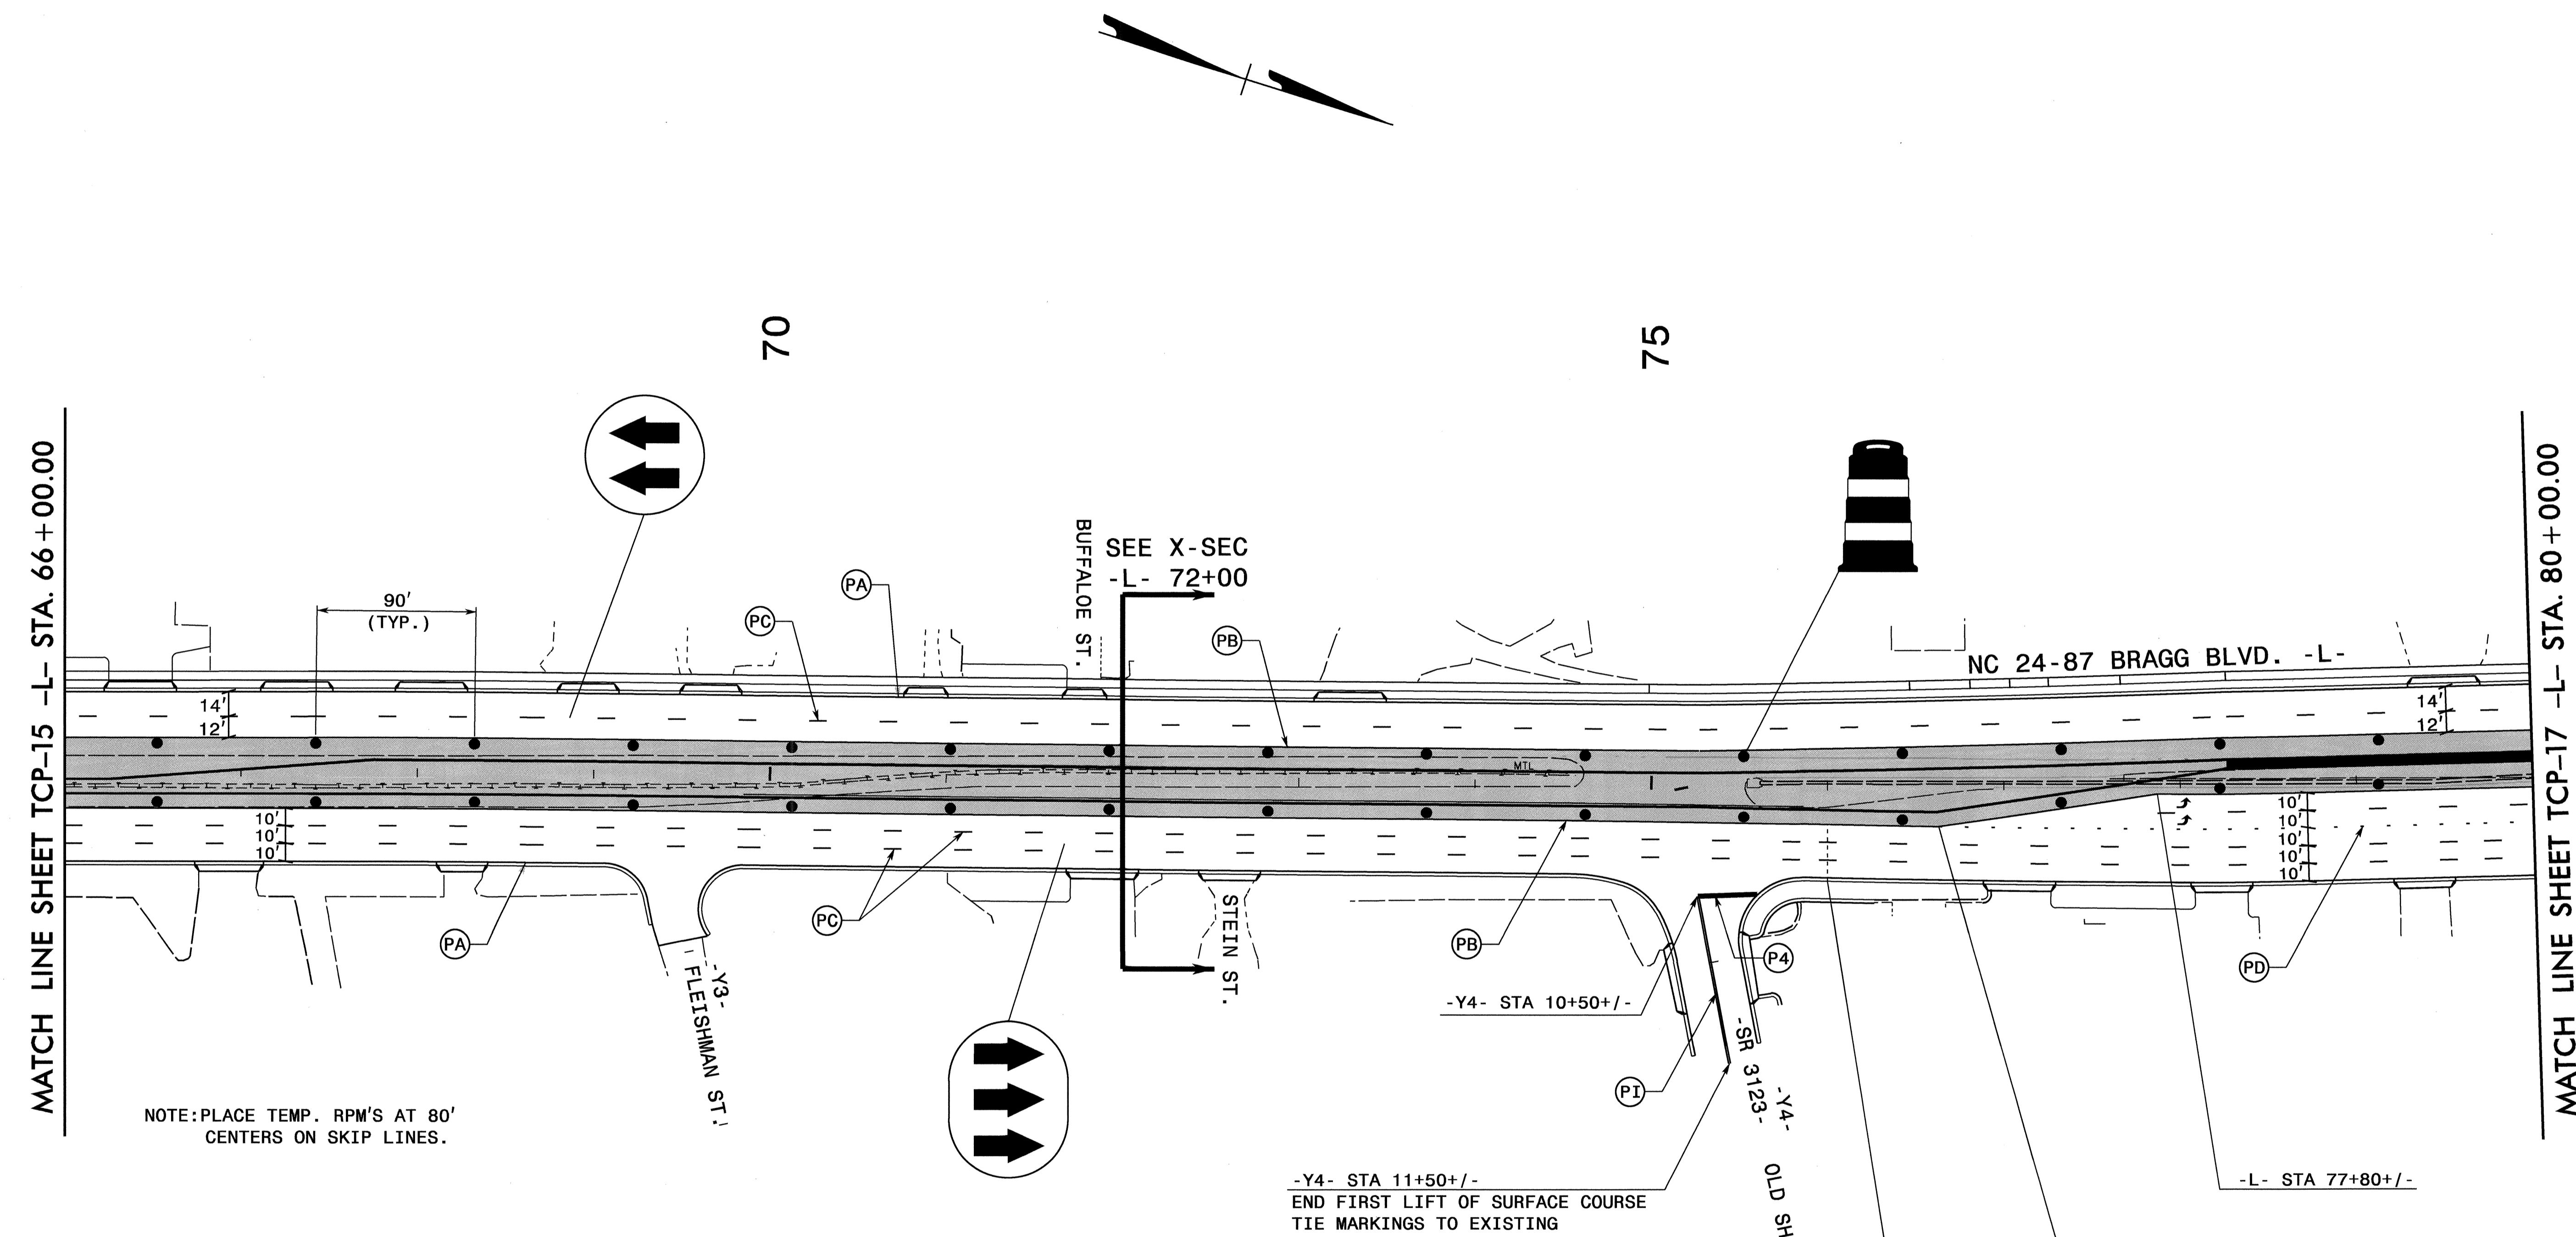 70
75
MATCH LINE SHEET TCP-15 -L- STA. 66+00.00
MATCH LINE SHEET TCP-17 -L- STA. 80+00.00
BUFFALOE ST.
SEE X-SEC
-L- 72+00
90'
(TYP.)
PA
PC
PB
NC 24-87 BRAGG BLVD. -L-
14'
12'
14'
12'
MTL
10'
10'
10'
10'
10'
10'
10'
10'
PA
PC
STEIN ST.
PB
P4
PD
-Y3-
FLEISHMAN ST.
-Y4- STA 10+50+/-
PI
-SR 3123-
-Y4-
OLD SH
NOTE:PLACE TEMP. RPM'S AT 80'
CENTERS ON SKIP LINES.
-Y4- STA 11+50+/-
END FIRST LIFT OF SURFACE COURSE
TIE MARKINGS TO EXISTING
-L- STA 77+80+/-